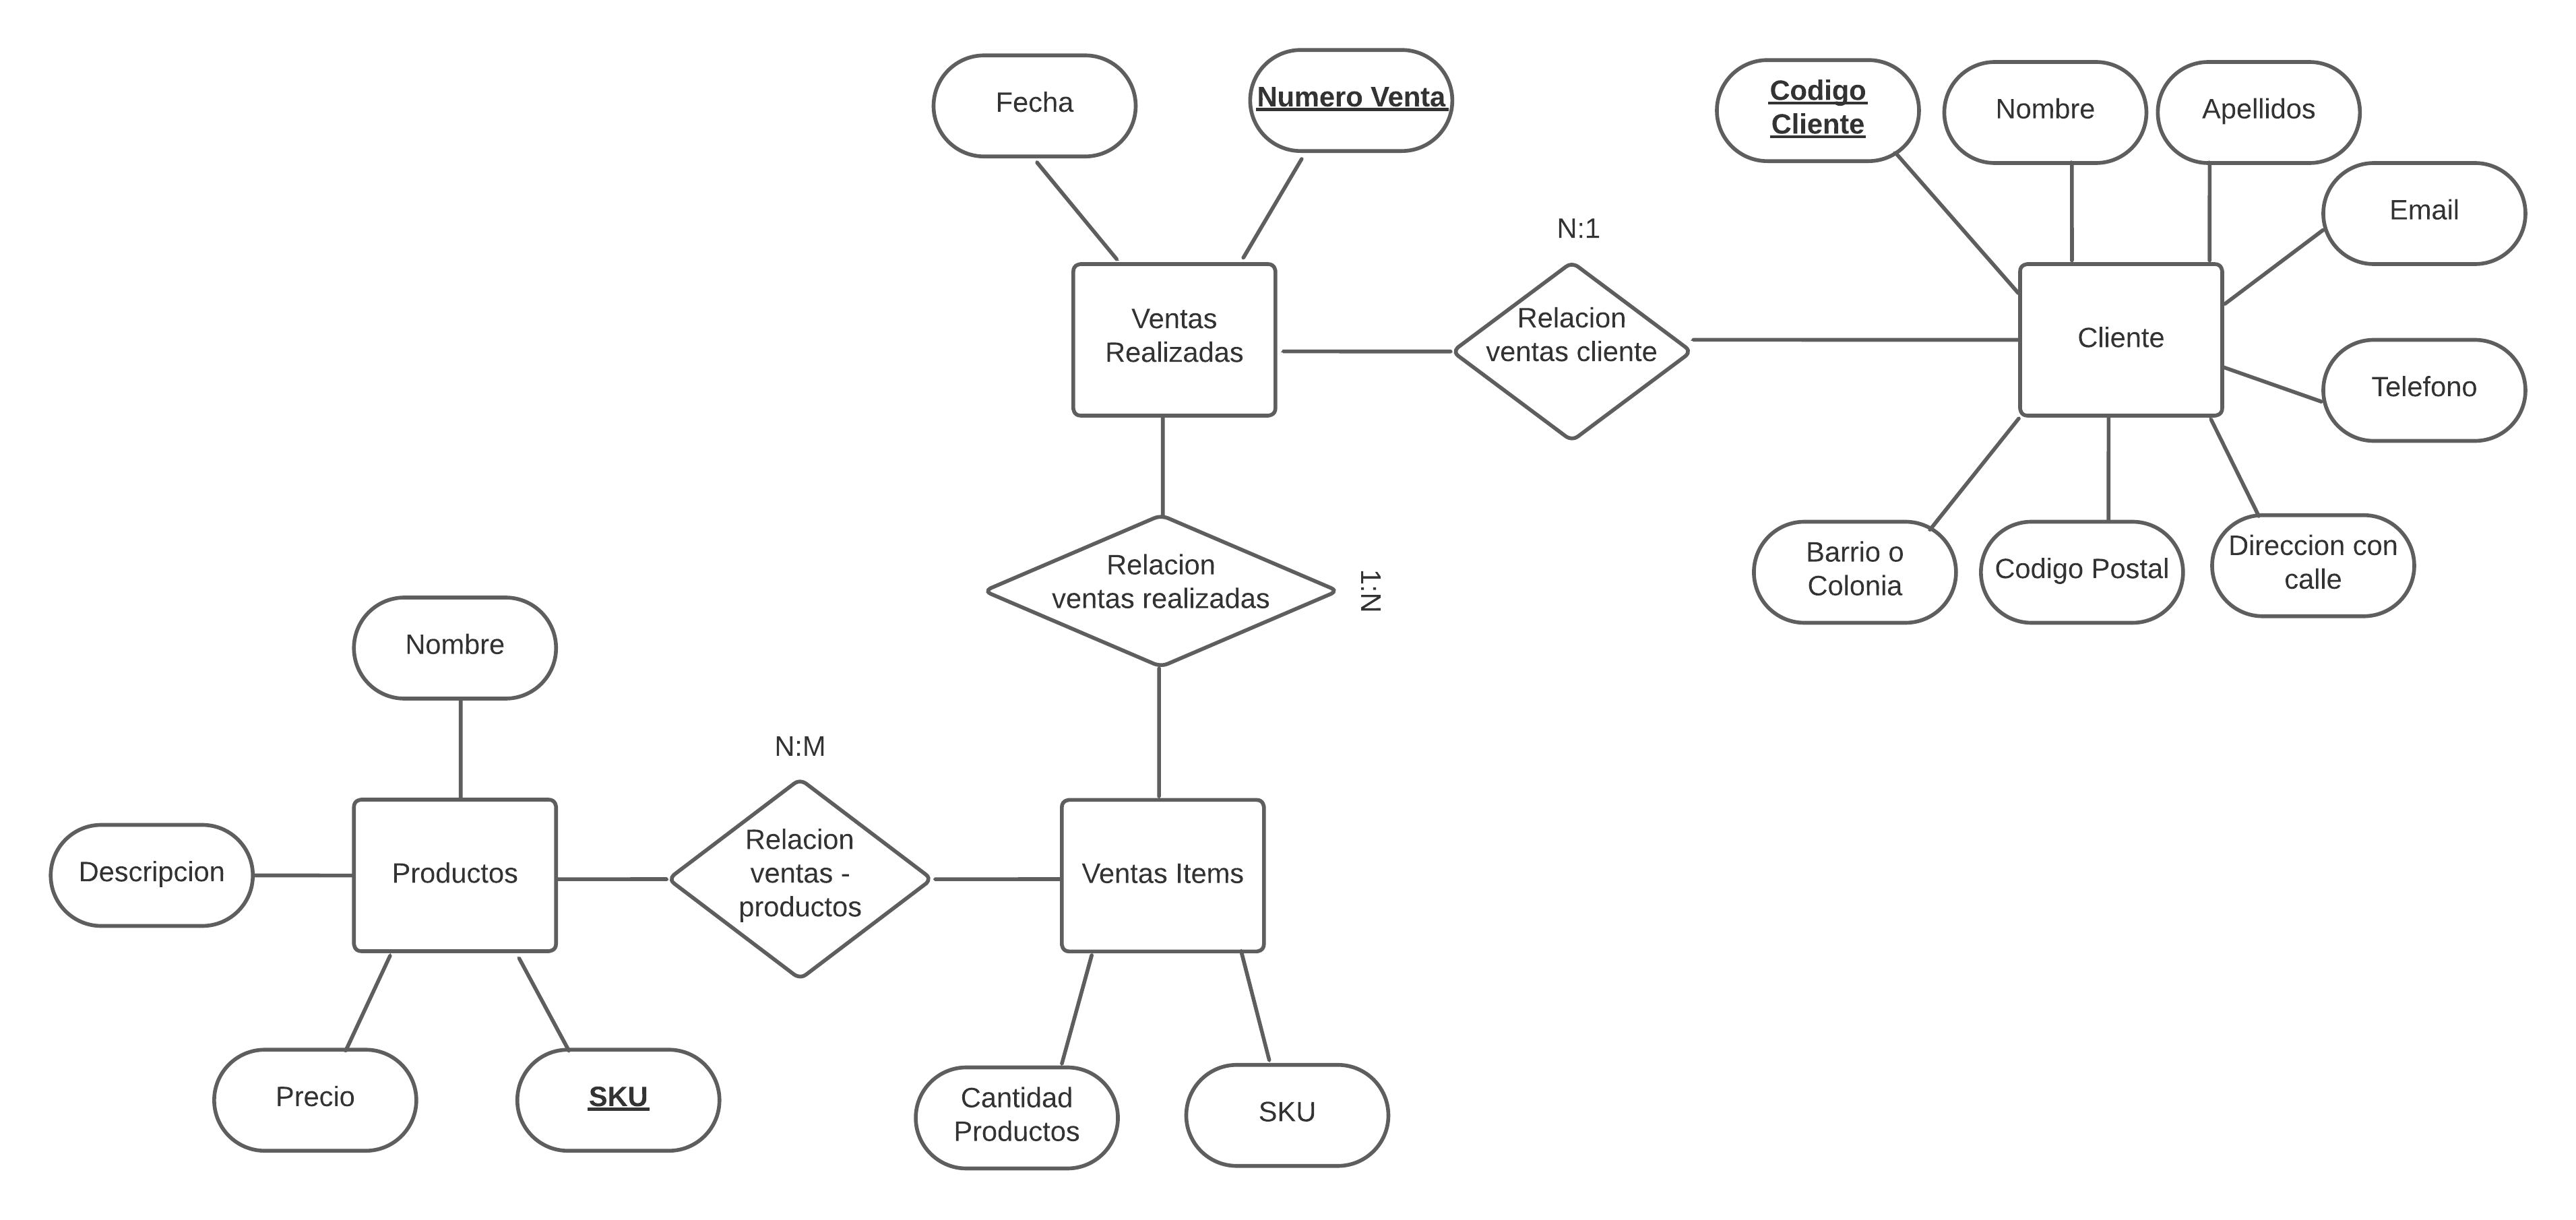 Fecha
Numero Venta
Codigo
Cliente
Nombre
Apellidos
Email
N:1
Ventas
Realizadas
Relacion
ventas cliente
Cliente
Telefono
Relacion
ventas realizadas
1:N
Barrio o
Colonia
Codigo Postal
Direccion con
calle
Nombre
N:M
Descripcion
Productos
Relacion
ventas -
productos
Ventas Items
Precio
SKU
Cantidad
Productos
SKU